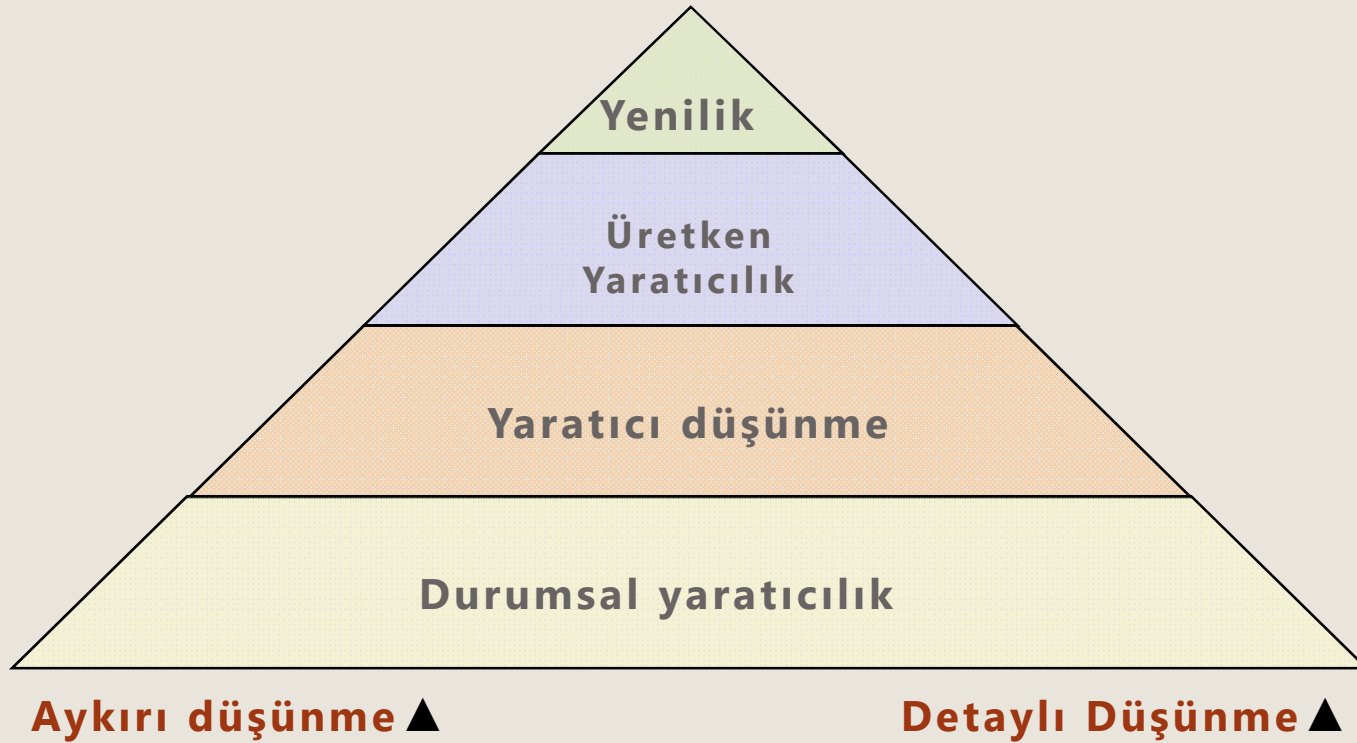 Yenilik
Üretken
Yaratıcılık
Yaratıcı düşünme
Durumsal yaratıcılık
Aykırı düşünme ▲
Detaylı Düşünme ▲